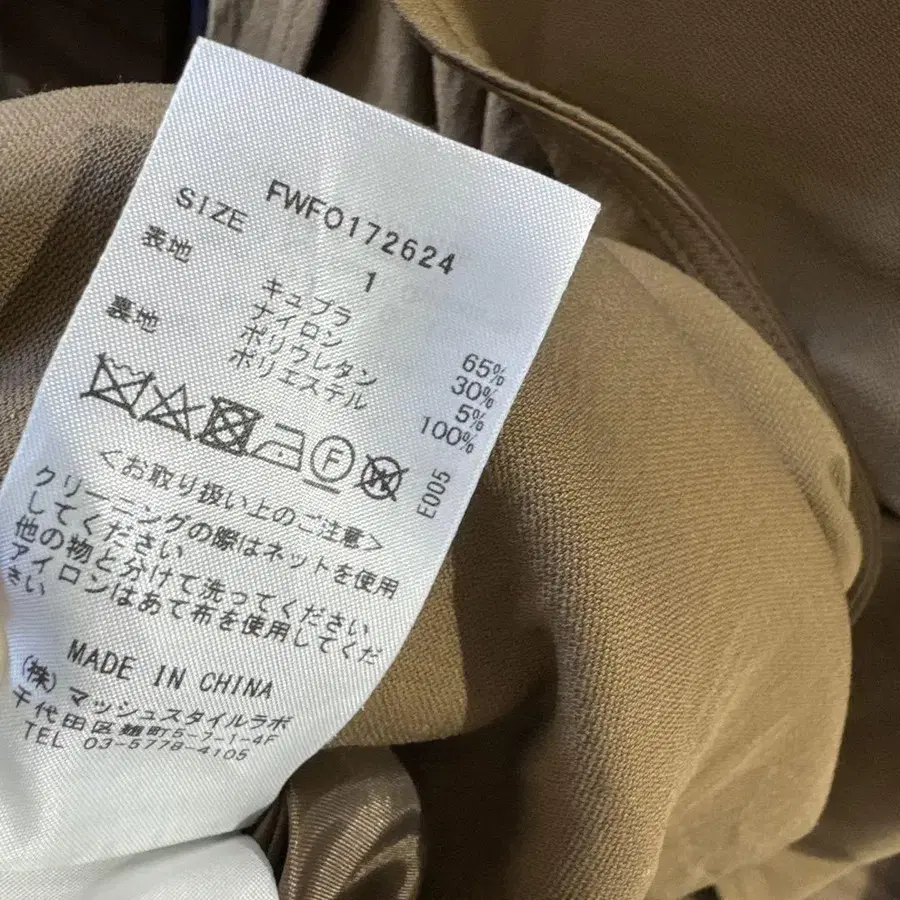 FWF0172624
SIZE 1
表地 キュプラ 65%
ナイロン 30%
ポリウレタン 5%
裏地 ポリエステル 100%
F
W
E005
<お取り扱い上のご注意>
クリーニングの際はネットを使用
してください
他の物と分けて洗ってください
アイロンはあて布を使用してくだ
さい
MADE IN CHINA
(株)マッシュスタイルラボ
千代田区麹町5-7-1-4F
TEL 03-5778-4105